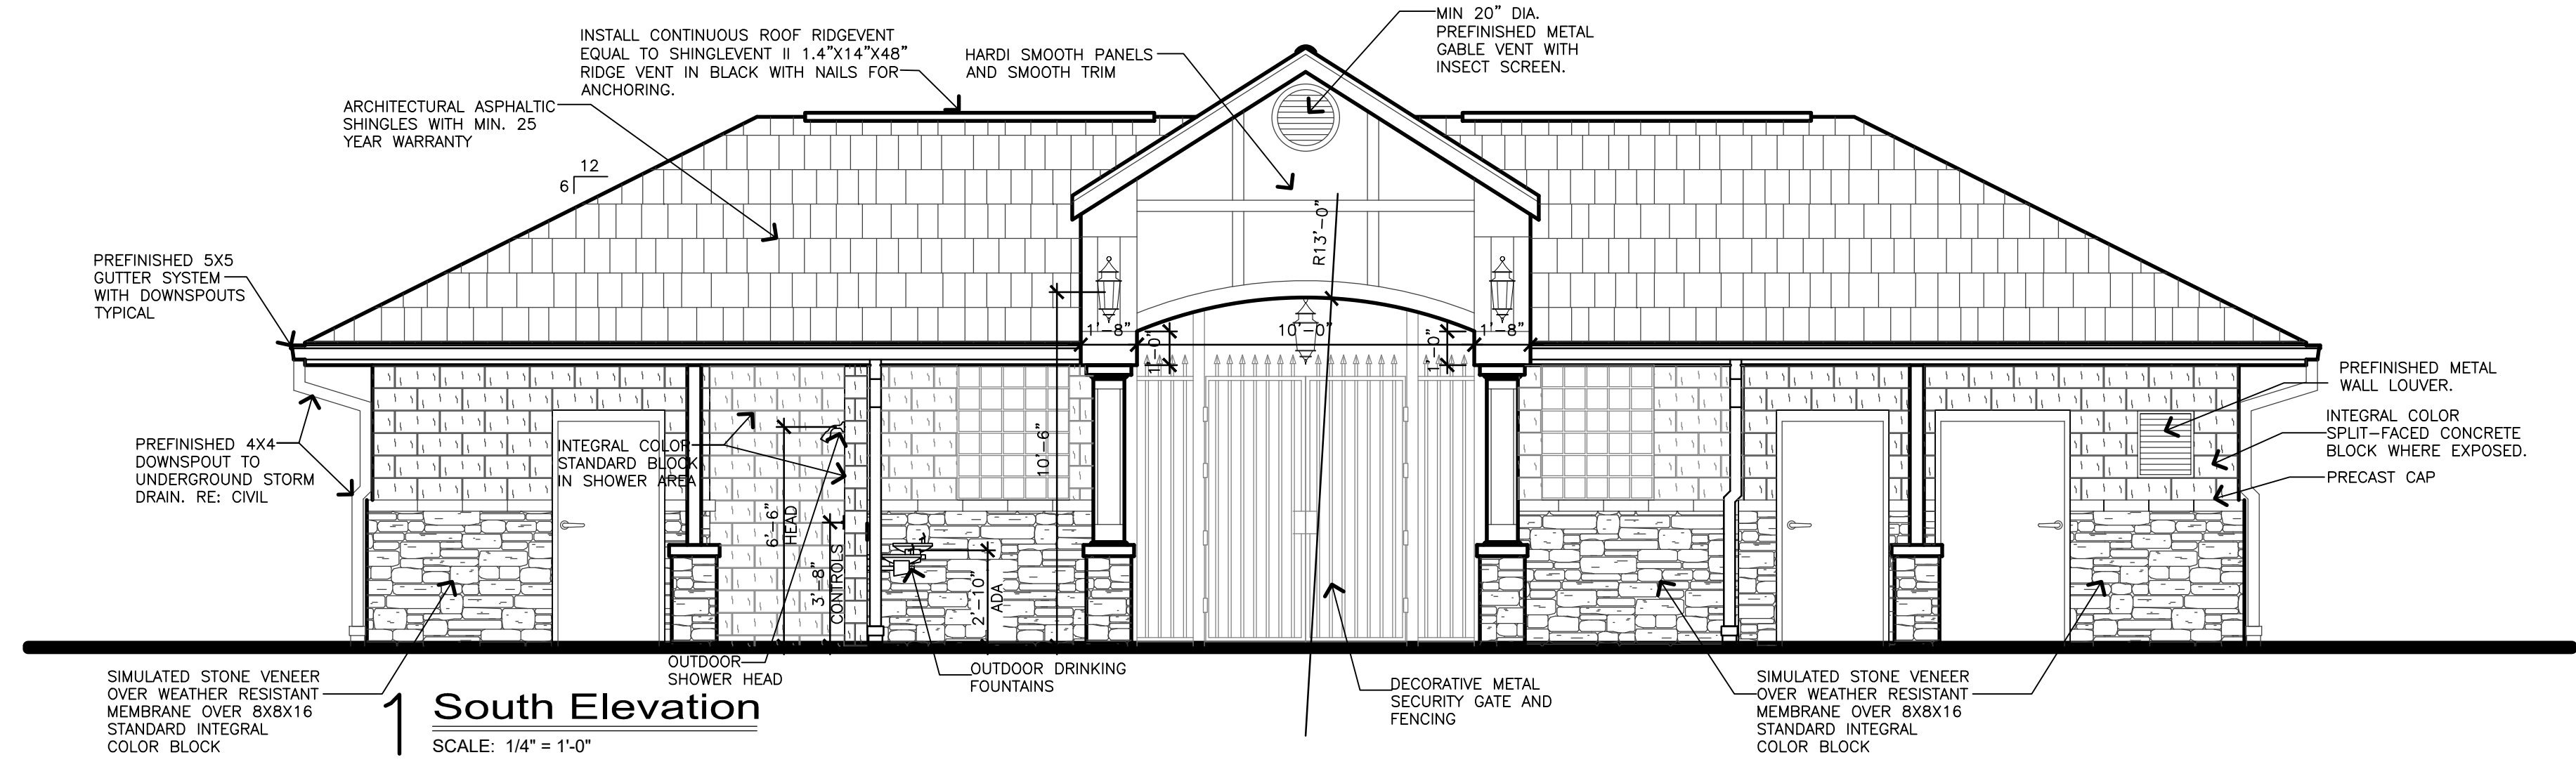 MIN 20" DIA.
PREFINISHED METAL
GABLE VENT WITH
INSECT SCREEN.
INSTALL CONTINUOUS ROOF RIDGEVENT
EQUAL TO SHINGLEVENT II 1.4"X14"X48"
RIDGE VENT IN BLACK WITH NAILS FOR
ANCHORING.
HARDI SMOOTH PANELS
AND SMOOTH TRIM
ARCHITECTURAL ASPHALTIC
SHINGLES WITH MIN. 25
YEAR WARRANTY
12
6
PREFINISHED 5X5
GUTTER SYSTEM
WITH DOWNSPOUTS
TYPICAL
R13'-0"
1'-8"
10'-0"
1'-8"
1'-0"
1'-0"
PREFINISHED METAL
WALL LOUVER.
INTEGRAL COLOR
SPLIT-FACED CONCRETE
BLOCK WHERE EXPOSED.
PRECAST CAP
PREFINISHED 4X4
DOWNSPOUT TO
UNDERGROUND STORM
DRAIN. RE: CIVIL
INTEGRAL COLOR
STANDARD BLOCK
IN SHOWER AREA
10'-6"
6'-6"
HEAD
3'-8"
CONTROLS
2'-10"
ADA
OUTDOOR
SHOWER HEAD
OUTDOOR DRINKING
FOUNTAINS
DECORATIVE METAL
SECURITY GATE AND
FENCING
SIMULATED STONE VENEER
OVER WEATHER RESISTANT
MEMBRANE OVER 8X8X16
STANDARD INTEGRAL
COLOR BLOCK
SIMULATED STONE VENEER
OVER WEATHER RESISTANT
MEMBRANE OVER 8X8X16
STANDARD INTEGRAL
COLOR BLOCK
1 South Elevation
SCALE: 1/4" = 1'-0"